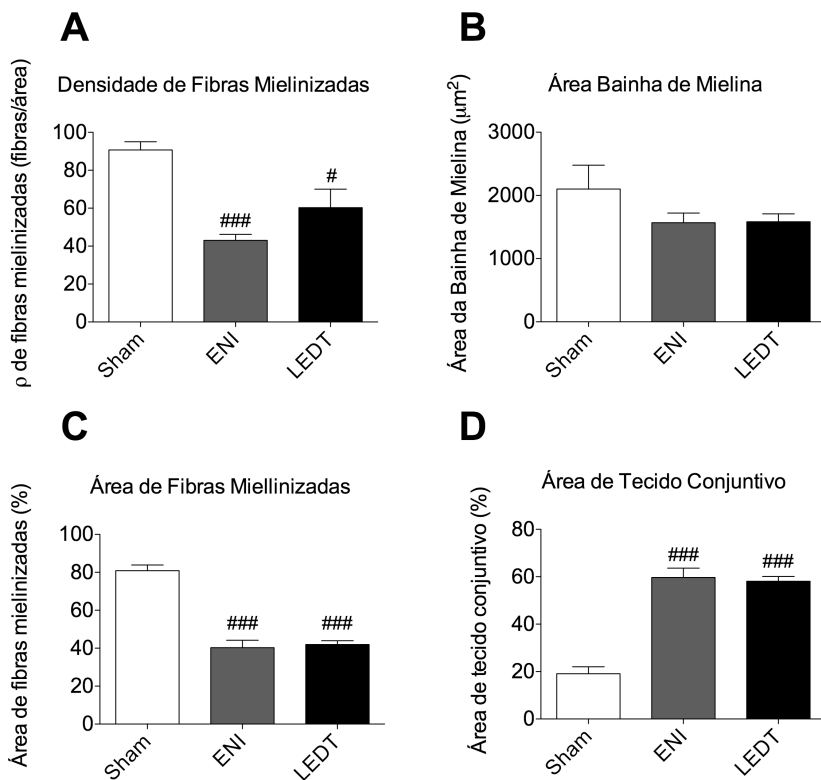 A
Densidade de Fibras Mielinizadas
ρ de fibras mielinizadas (fibras/área)
100
80
60
40
20
0
###
#
Sham
ENI
LEDT
B
Área Bainha de Mielina
Área da Bainha de Mielina (µm²)
3000
2000
1000
0
Sham
ENI
LEDT
C
Área de Fibras Miellinizadas
Área de fibras mielinizadas (%)
100
80
60
40
20
0
###
###
Sham
ENI
LEDT
D
Área de Tecido Conjuntivo
Área de tecido conjuntivo (%)
80
60
40
20
0
###
###
Sham
ENI
LEDT